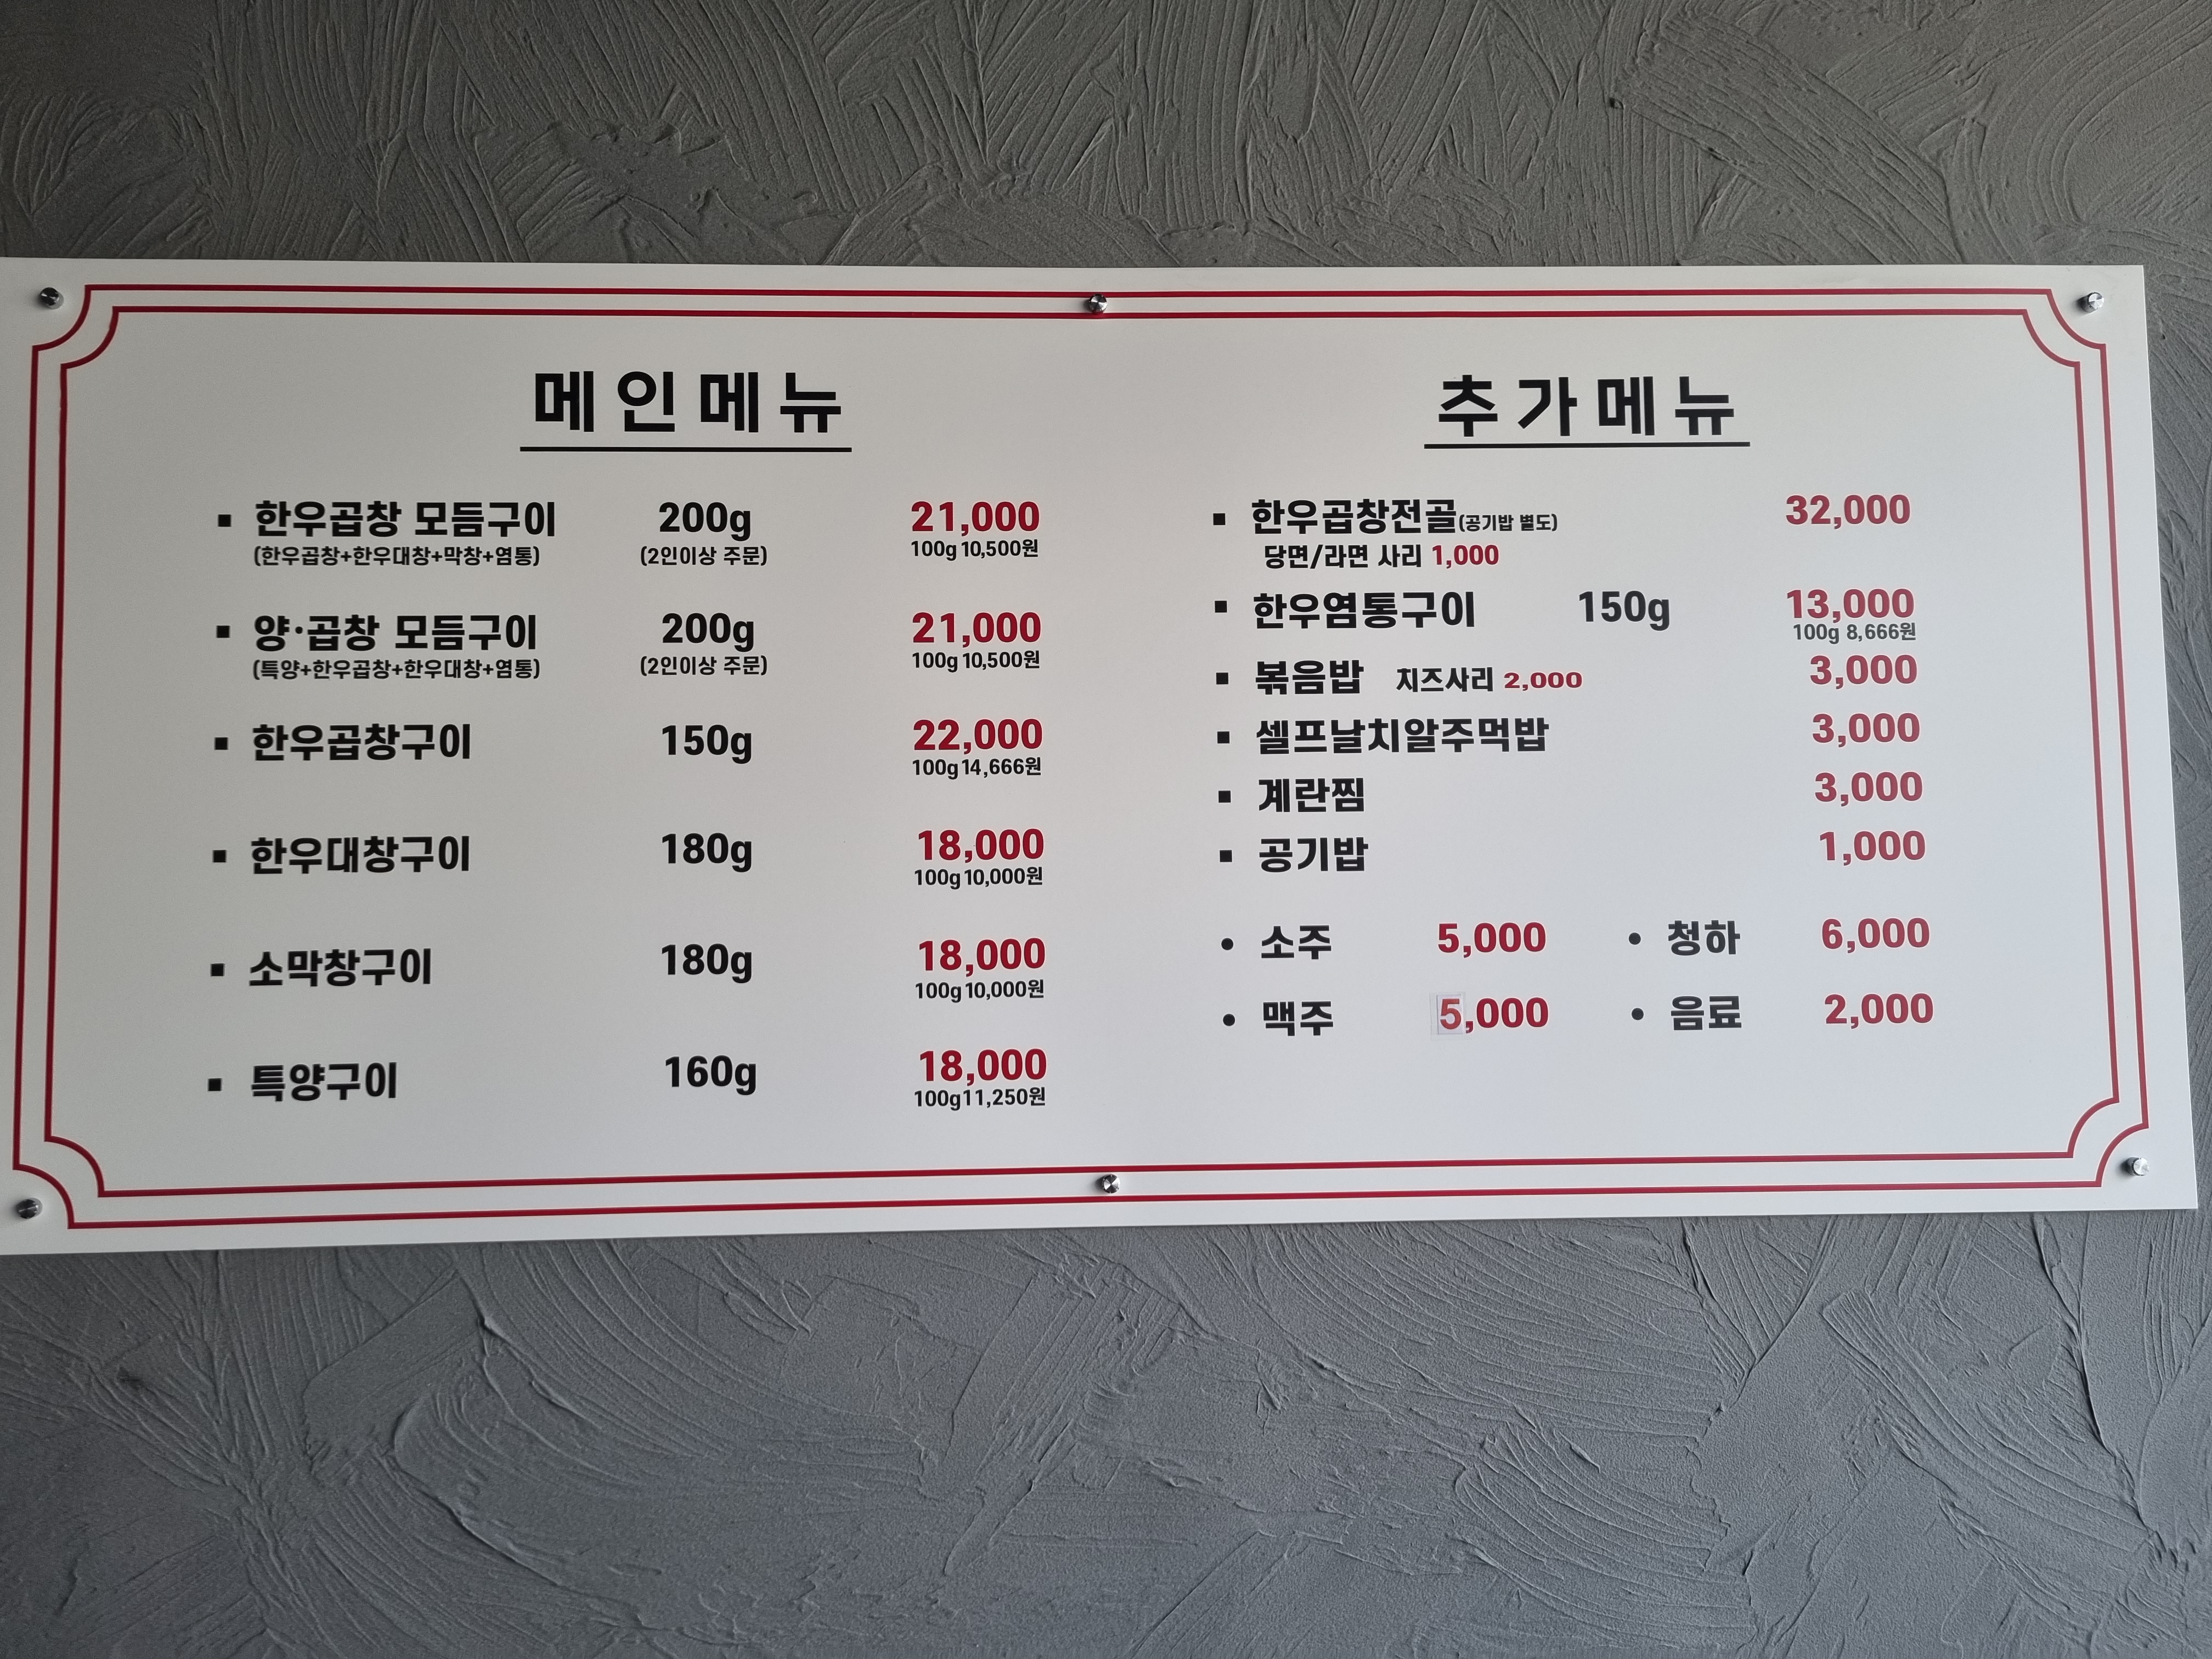 메인메뉴
▪ 한우곱창 모듬구이 200g 21,000
(한우곱창+한우대창+막창+염통) (2인이상 주문) 100g 10,500원
▪ 양·곱창 모듬구이 200g 21,000
(특양+한우곱창+한우대창+염통) (2인이상 주문) 100g 10,500원
▪ 한우곱창구이 150g 22,000
100g 14,666원
▪ 한우대창구이 180g 18,000
100g 10,000원
▪ 소막창구이 180g 18,000
100g 10,000원
▪ 특양구이 160g 18,000
100g 11,250원
추가메뉴
▪ 한우곱창전골(공기밥 별도) 32,000
당면/라면 사리 1,000
▪ 한우염통구이 150g 13,000
100g 8,666원
▪ 볶음밥 치즈사리 2,000 3,000
▪ 셀프날치알주먹밥 3,000
▪ 계란찜 3,000
▪ 공기밥 1,000
• 소주 5,000 • 청하 6,000
• 맥주 5,000 • 음료 2,000